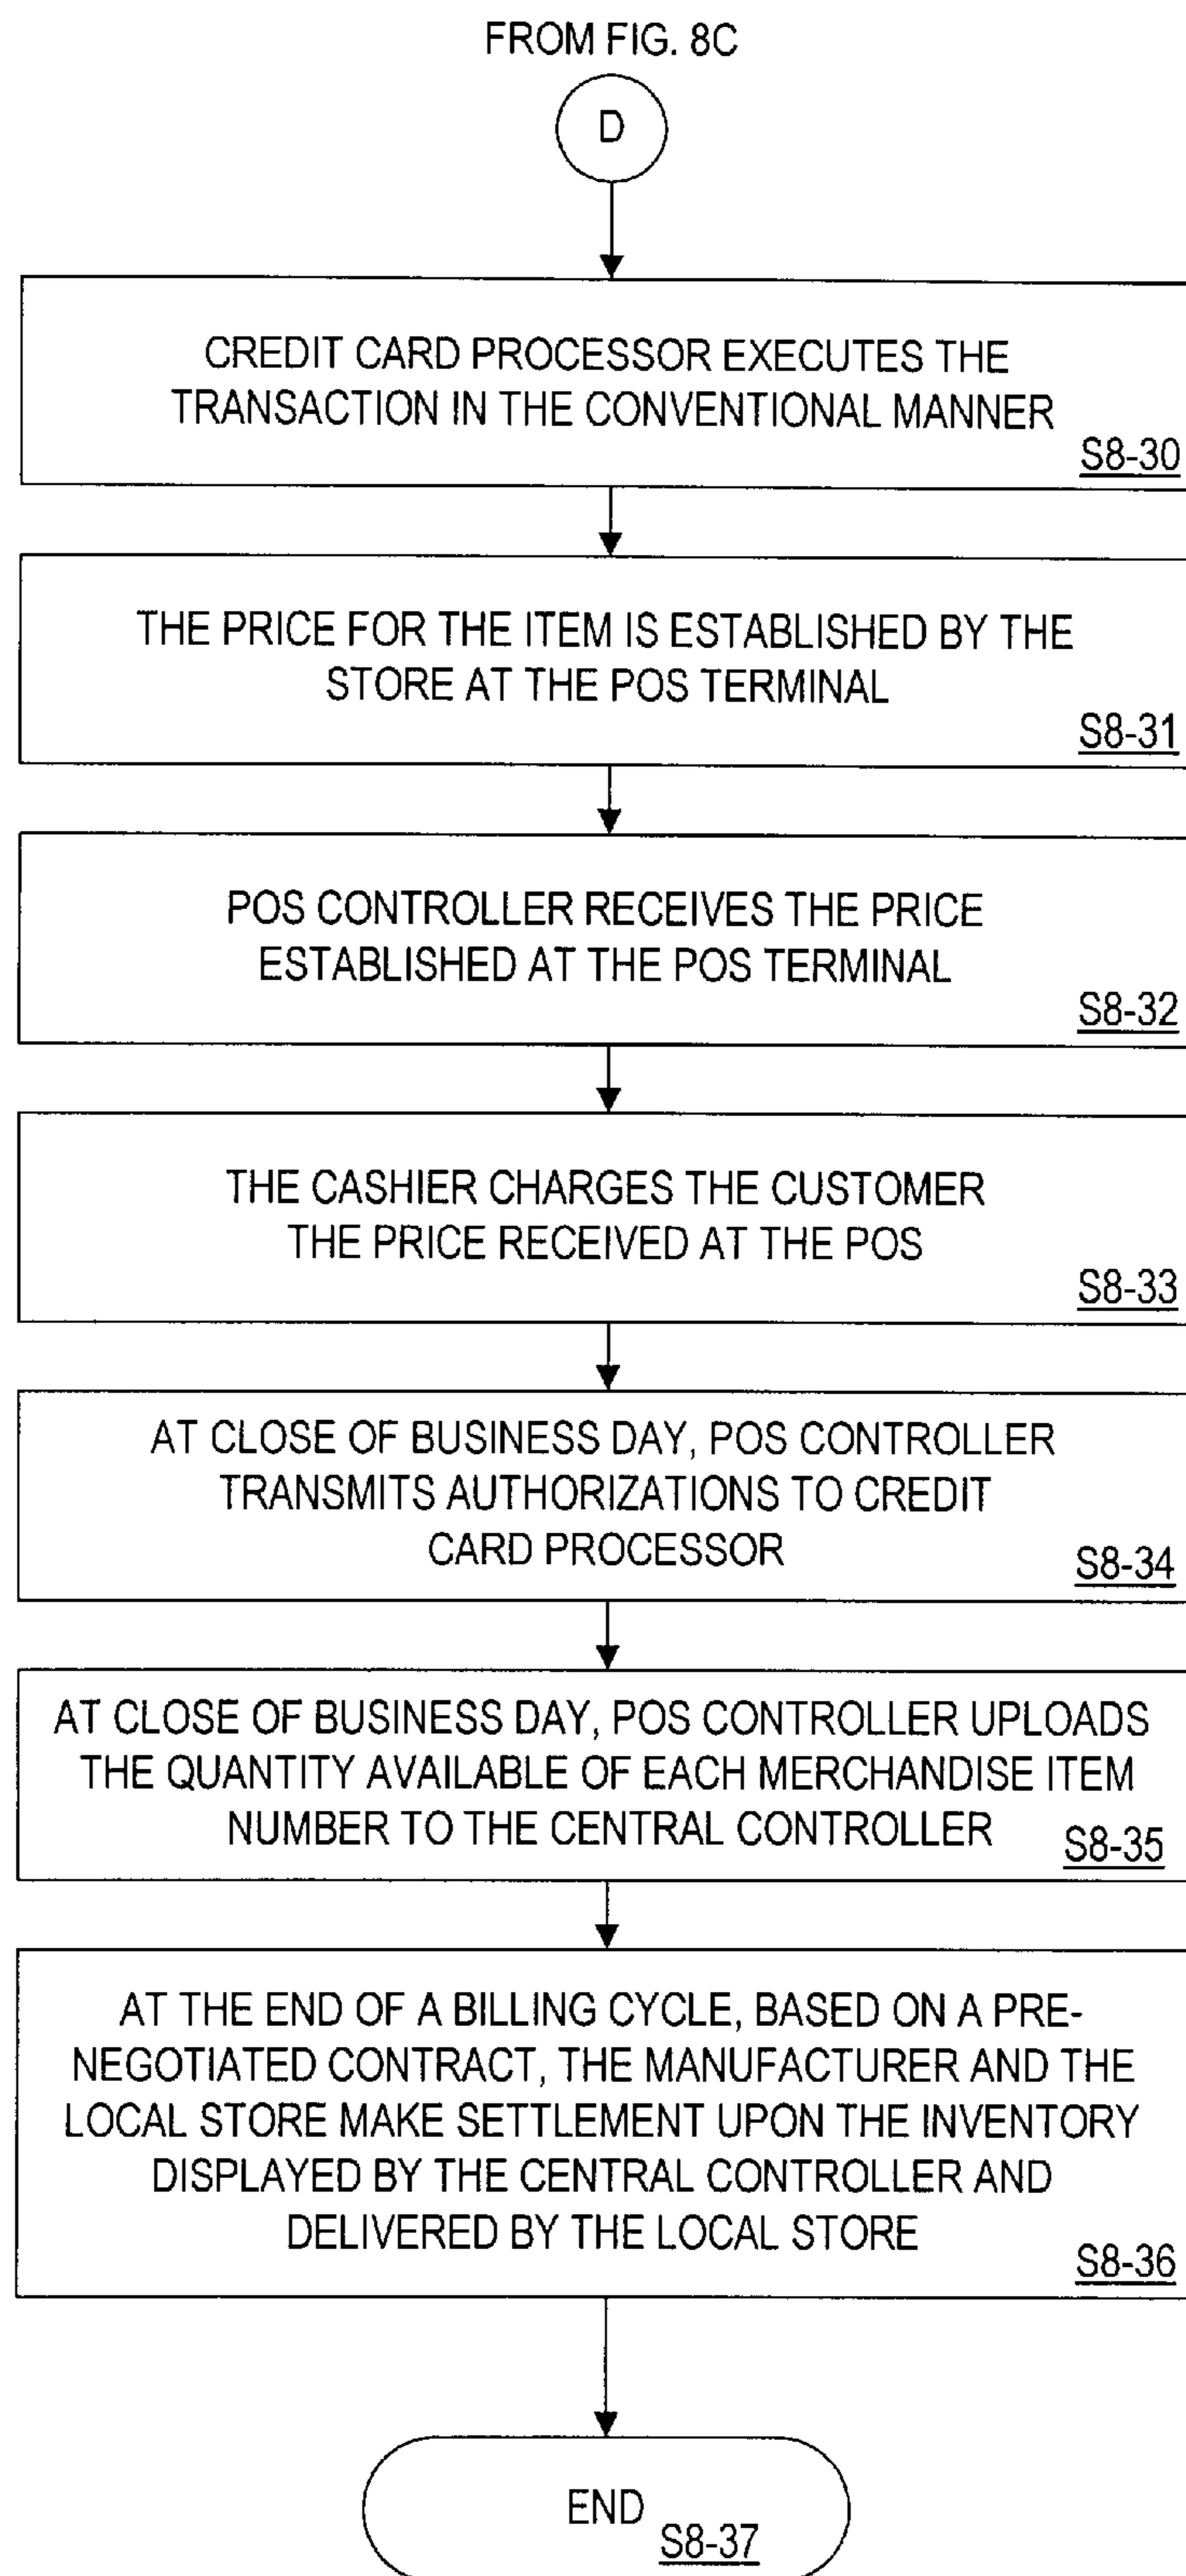 FROM FIG. 8C
D
CREDIT CARD PROCESSOR EXECUTES THE
TRANSACTION IN THE CONVENTIONAL MANNER
S8-30
THE PRICE FOR THE ITEM IS ESTABLISHED BY THE
STORE AT THE POS TERMINAL
S8-31
POS CONTROLLER RECEIVES THE PRICE
ESTABLISHED AT THE POS TERMINAL
S8-32
THE CASHIER CHARGES THE CUSTOMER
THE PRICE RECEIVED AT THE POS
S8-33
AT CLOSE OF BUSINESS DAY, POS CONTROLLER
TRANSMITS AUTHORIZATIONS TO CREDIT
CARD PROCESSOR
S8-34
AT CLOSE OF BUSINESS DAY, POS CONTROLLER UPLOADS
THE QUANTITY AVAILABLE OF EACH MERCHANDISE ITEM
NUMBER TO THE CENTRAL CONTROLLER
S8-35
AT THE END OF A BILLING CYCLE, BASED ON A PRE-
NEGOTIATED CONTRACT, THE MANUFACTURER AND THE
LOCAL STORE MAKE SETTLEMENT UPON THE INVENTORY
DISPLAYED BY THE CENTRAL CONTROLLER AND
DELIVERED BY THE LOCAL STORE
S8-36
END
S8-37